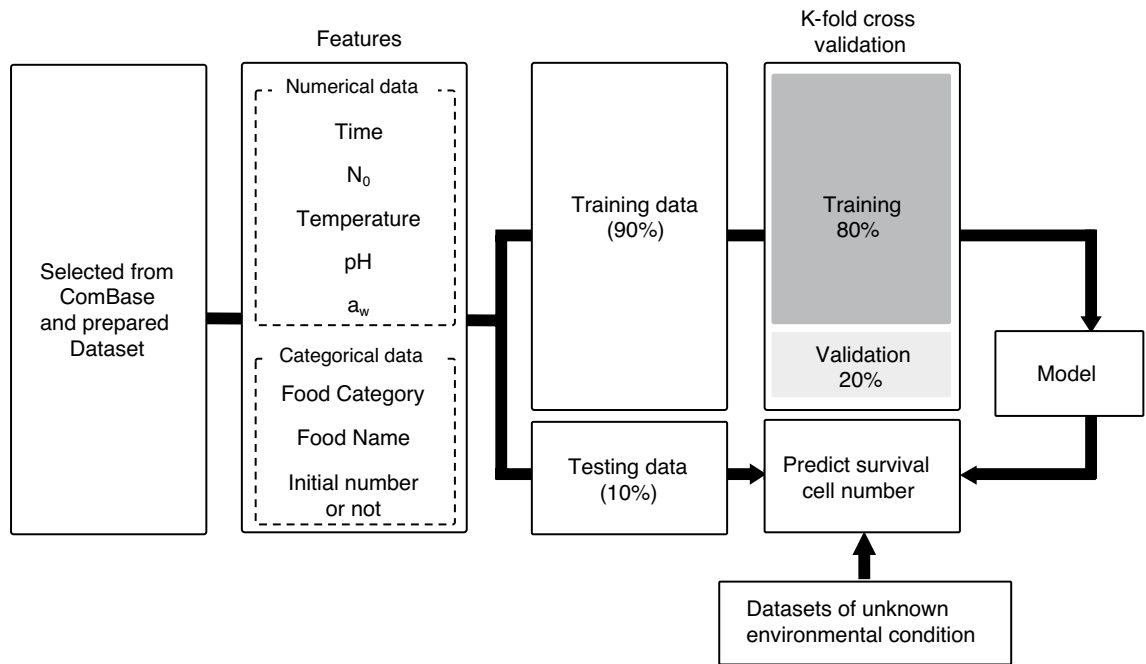 Selected from
ComBase
and prepared
Dataset
Features
Numerical data
Time
N₀
Temperature
pH
a_w
Categorical data
Food Category
Food Name
Initial number
or not
Training data
(90%)
Testing data
(10%)
K-fold cross
validation
Training
80%
Validation
20%
Model
Predict survival
cell number
Datasets of unknown
environmental condition